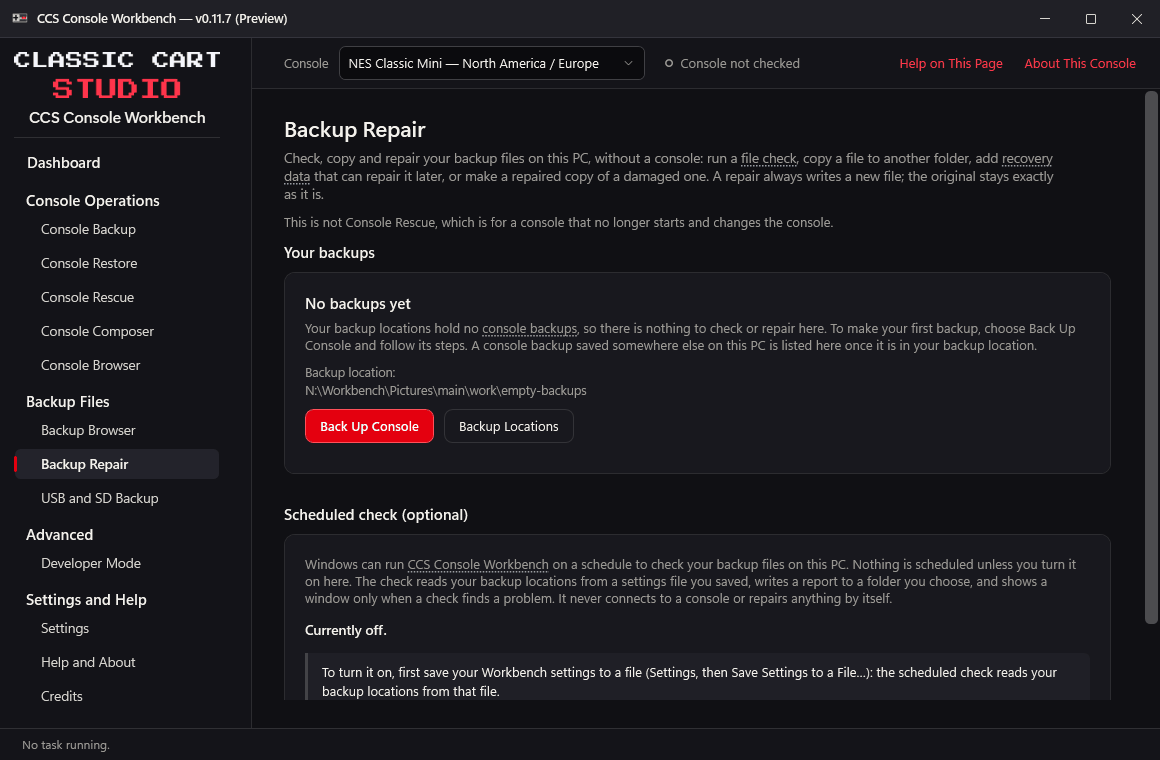 CCS Console Workbench — v0.11.7 (Preview)
CLASSIC CART
STUDIO
CCS Console Workbench
Dashboard
Console Operations
Console Backup
Console Restore
Console Rescue
Console Composer
Console Browser
Backup Files
Backup Browser
Backup Repair
USB and SD Backup
Advanced
Developer Mode
Settings and Help
Settings
Help and About
Credits
Console
NES Classic Mini — North America / Europe
Console not checked
Help on This Page
About This Console
Backup Repair
Check, copy and repair your backup files on this PC, without a console: run a file check, copy a file to another folder, add recovery
data that can repair it later, or make a repaired copy of a damaged one. A repair always writes a new file; the original stays exactly
as it is.
This is not Console Rescue, which is for a console that no longer starts and changes the console.
Your backups
No backups yet
Your backup locations hold no console backups, so there is nothing to check or repair here. To make your first backup, choose Back Up
Console and follow its steps. A console backup saved somewhere else on this PC is listed here once it is in your backup location.
Backup location:
N:\Workbench\Pictures\main\work\empty-backups
Back Up Console
Backup Locations
Scheduled check (optional)
Windows can run CCS Console Workbench on a schedule to check your backup files on this PC. Nothing is scheduled unless you turn it
on here. The check reads your backup locations from a settings file you saved, writes a report to a folder you choose, and shows a
window only when a check finds a problem. It never connects to a console or repairs anything by itself.
Currently off.
To turn it on, first save your Workbench settings to a file (Settings, then Save Settings to a File...): the scheduled check reads your
backup locations from that file.
No task running.